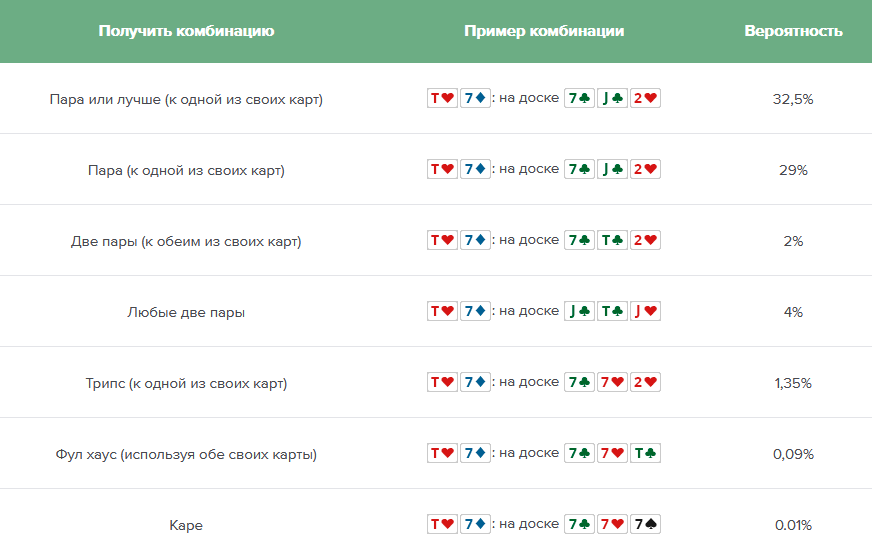 Получить комбинацию Пример комбинации Вероятность
Пара или лучше (к одной из своих карт) T♥ 7♦: на доске 7♣ J♣ 2♥ 32,5%
Пара (к одной из своих карт) T♥ 7♦: на доске 7♣ J♣ 2♥ 29%
Две пары (к обеим из своих карт) T♥ 7♦: на доске 7♣ T♣ 2♥ 2%
Любые две пары T♥ 7♦: на доске J♣ T♣ J♥ 4%
Трипс (к одной из своих карт) T♥ 7♦: на доске 7♣ 7♥ 2♥ 1,35%
Фул хаус (используя обе своих карты) T♥ 7♦: на доске 7♣ 7♥ T♣ 0,09%
Каре T♥ 7♦: на доске 7♣ 7♥ 7♠ 0.01%